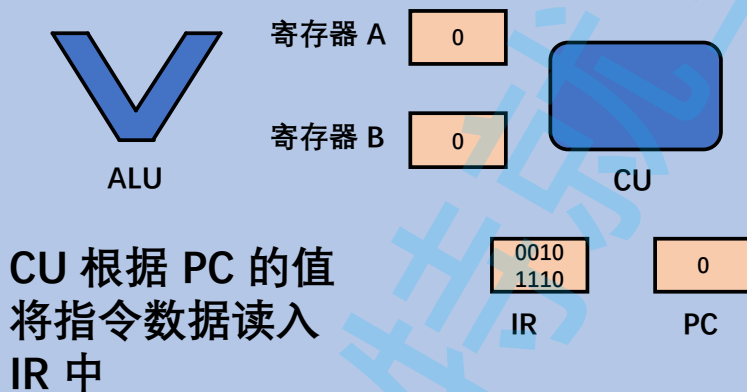 寄存器 A
0
寄存器 B
0
ALU
CU
CU 根据 PC 的值
将指令数据读入
IR 中
0010
1110
IR
0
PC